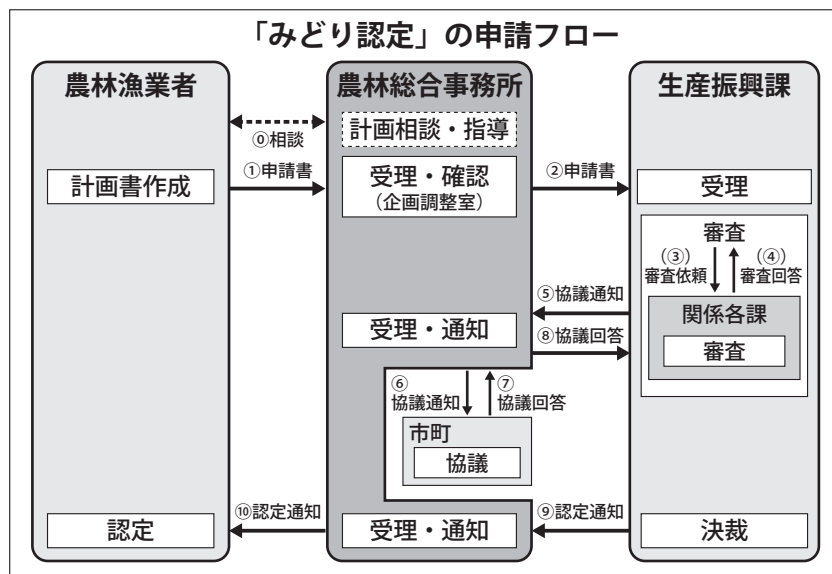 「みどり認定」の申請フロー
農林漁業者
農林総合事務所
生産振興課
⓪相談
計画相談・指導
計画書作成
①申請書
受理・確認
（企画調整室）
②申請書
受理
審査
（③）
審査依頼
（④）
審査回答
関係各課
審査
⑤協議通知
受理・通知
⑧協議回答
⑥
協議通知
⑦
協議回答
市町
協議
認定
⑩認定通知
受理・通知
⑨認定通知
決裁